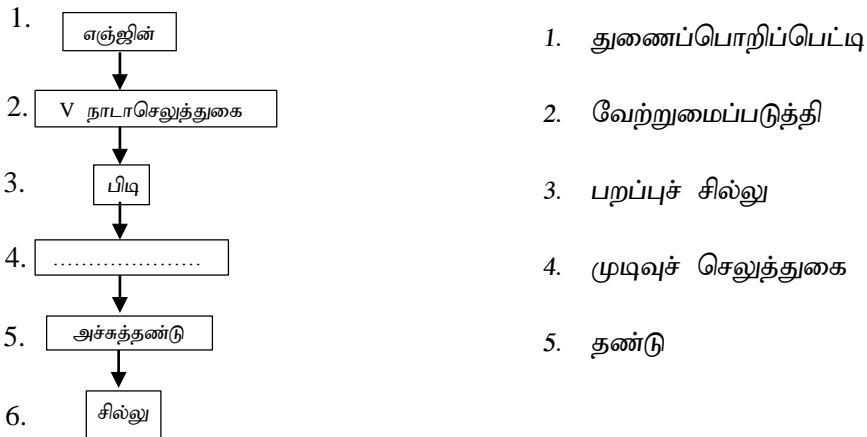 1. எஞ்ஜின்
2. V நாடாசெலுத்துகை
3. பிடி
4. .....................
5. அச்சுத்தண்டு
6. சில்லு
1. துணைப்பொறிப்பெட்டி
2. வேற்றுமைப்படுத்தி
3. பறப்புச் சில்லு
4. முடிவுச் செலுத்துகை
5. தண்டு